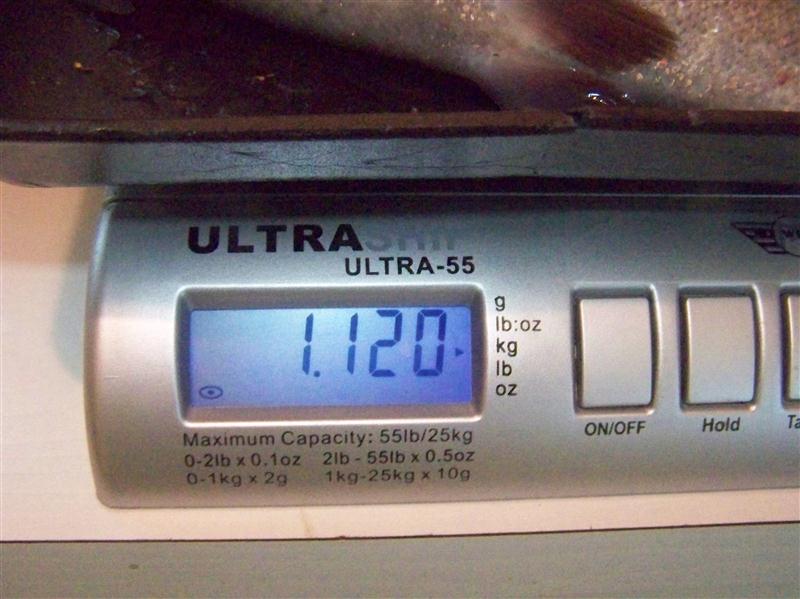 ULTRASHIP
ULTRA-55
1.120
g
lb:oz
kg
lb
oz
ON/OFF
Hold
Maximum Capacity: 55lb/25kg
0-2lb x 0.1oz 2lb - 55lb x 0.5oz
0-1kg x 2g 1kg-25kg x 10g